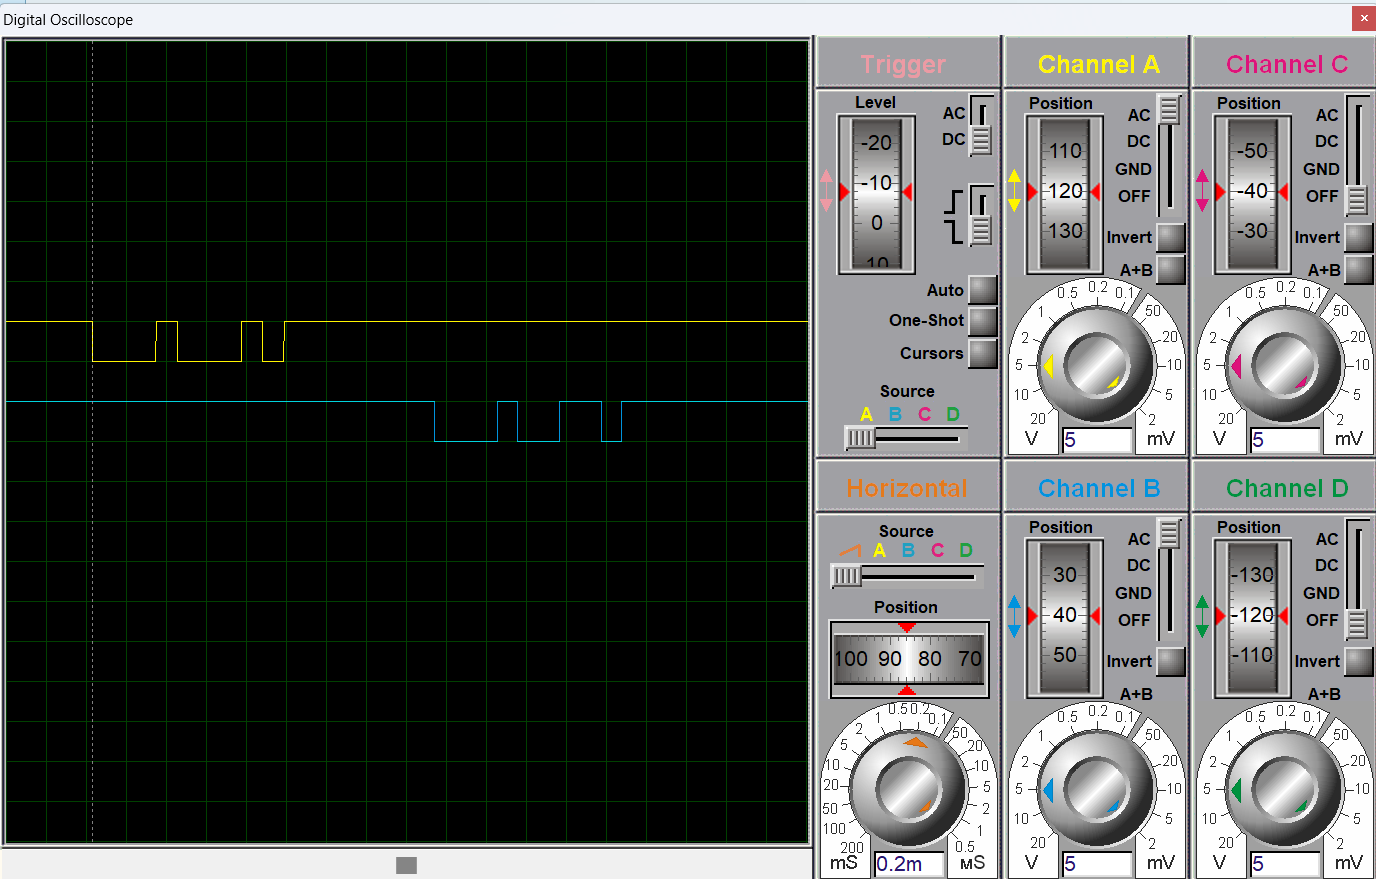 Digital Oscilloscope
Trigger
Level
AC
DC
-20
-10
0
10
Auto
One-Shot
Cursors
Source
A B C D
Channel A
Position
AC
DC
GND
OFF
110
120
130
Invert
A+B
20 10 5 2 1 0.5 0.2 0.1 50 20 10 5 2
V
5
mV
Channel C
Position
AC
DC
GND
OFF
-50
-40
-30
Invert
A+B
20 10 5 2 1 0.5 0.2 0.1 50 20 10 5 2
V
5
mV
Horizontal
Source
A B C D
Position
100 90 80 70
200 100 50 20 10 5 2 1 0.5 0.2 0.1 50 20 10 5 2 1 0.5
mS
0.2m
мS
Channel B
Position
AC
DC
GND
OFF
30
40
50
Invert
A+B
20 10 5 2 1 0.5 0.2 0.1 50 20 10 5 2
V
5
mV
Channel D
Position
AC
DC
GND
OFF
-130
-120
-110
Invert
A+B
20 10 5 2 1 0.5 0.2 0.1 50 20 10 5 2
V
5
mV